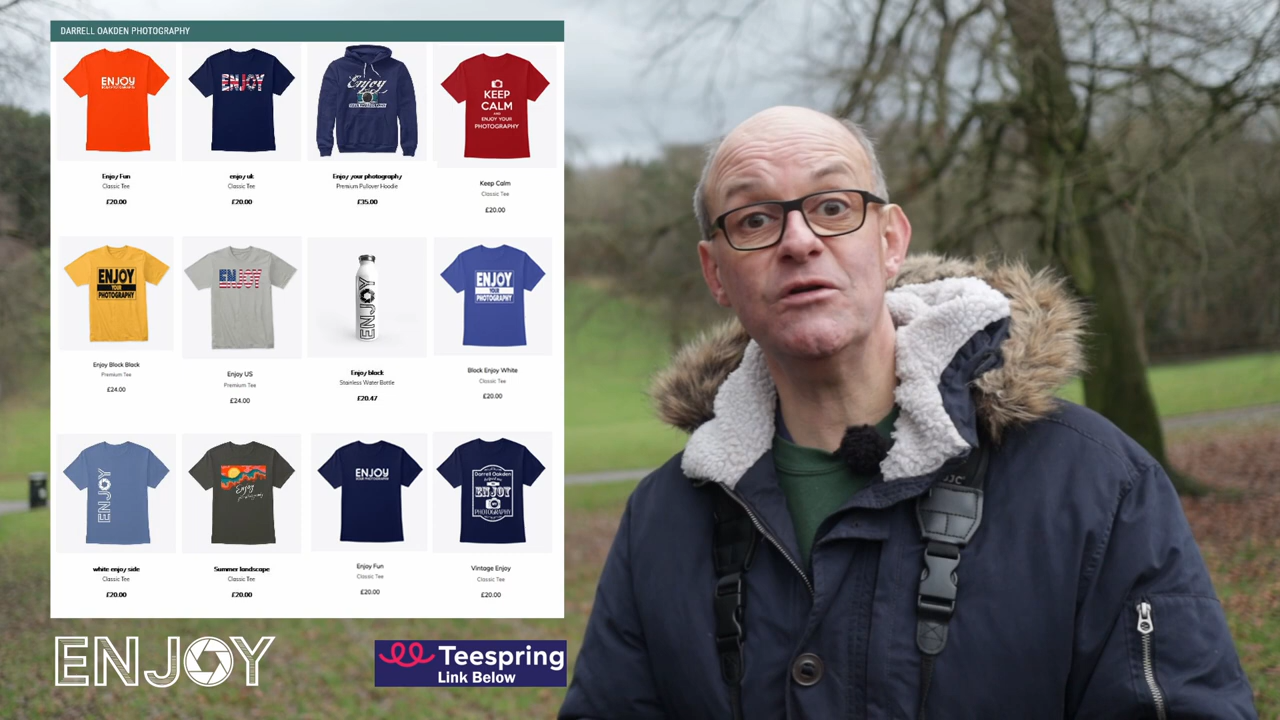 DARRELL OAKDEN PHOTOGRAPHY
ENJOY
ENJOY
Enjoy
KEEP
CALM
AND
ENJOY YOUR
PHOTOGRAPHY
Enjoy Fun
Classic Tee
£20.00
enjoy uk
Classic Tee
£20.00
Enjoy your photography
Premium Pullover Hoodie
£35.00
Keep Calm
Classic Tee
£20.00
ENJOY
YOUR
PHOTOGRAPHY
ENJOY
ENJOY
ENJOY
YOUR
PHOTOGRAPHY
Enjoy Block Black
Premium Tee
£24.00
Enjoy US
Premium Tee
£24.00
Enjoy black
Stainless Water Bottle
£20.47
Block Enjoy White
Classic Tee
£20.00
ENJOY
Enjoy
ENJOY
Darrell Oakden
ENJOY
PHOTOGRAPHY
white enjoy side
Classic Tee
£20.00
Summer landscape
Classic Tee
£20.00
Enjoy Fun
Classic Tee
£20.00
Vintage Enjoy
Classic Tee
£20.00
ENJOY
Teespring
Link Below